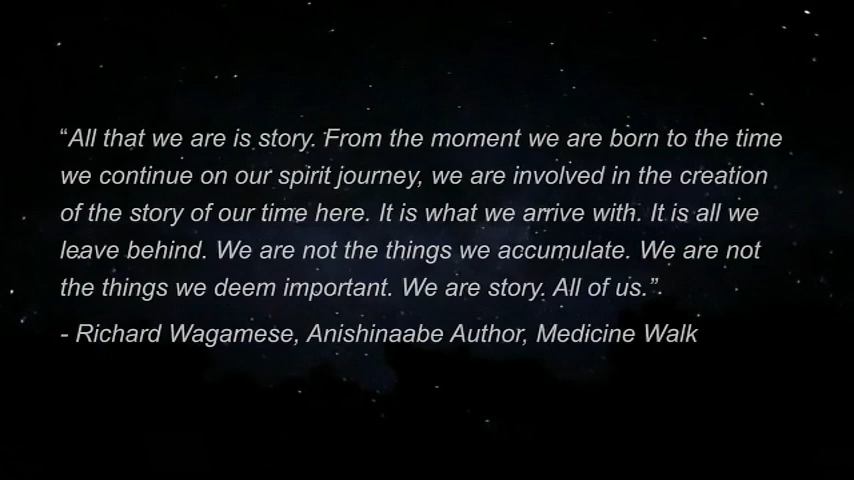 “All that we are is story. From the moment we are born to the time
we continue on our spirit journey, we are involved in the creation
of the story of our time here. It is what we arrive with. It is all we
leave behind. We are not the things we accumulate. We are not
the things we deem important. We are story. All of us.”
- Richard Wagamese, Anishinaabe Author, Medicine Walk